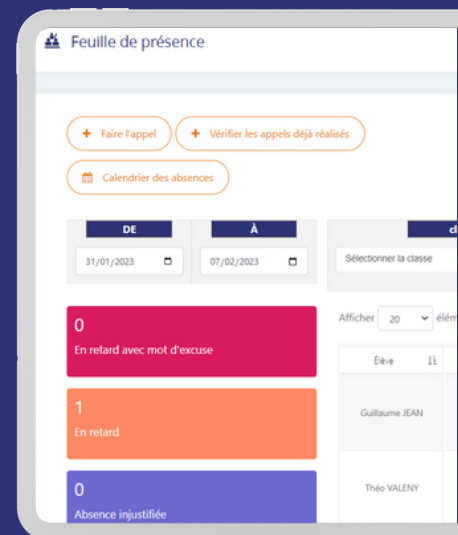 Feuille de présence
+ Faire l'appel
+ Vérifier les appels déjà réalisés
Calendrier des absences
DE
À
31/01/2023
07/02/2023
Sélectionner la classe
Afficher 20
Élève
0
En retard avec mot d'excuse
1
En retard
0
Absence injustifiée
Guillaume JEAN
Théo VALENY